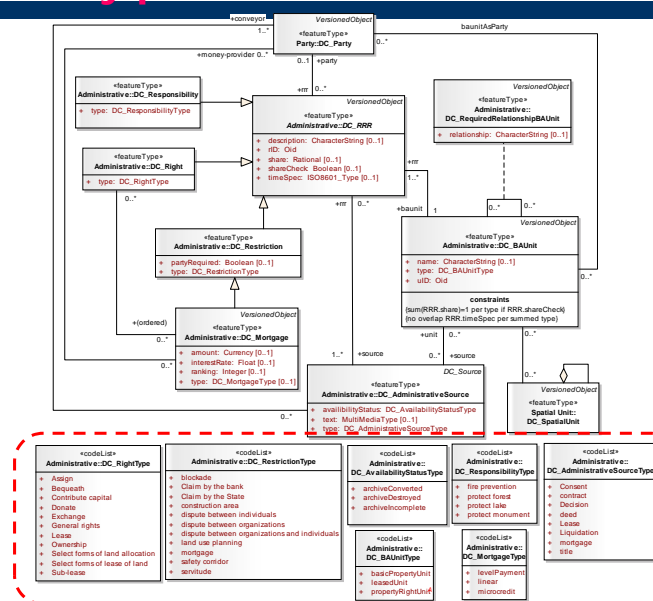 +conveyor
VersionedObject
baunitAsParty
1..*
«featureType»
Party::DC_Party
+money-provider 0..*
0..*
0..1
+party
+rrr
0..*
«featureType»
Administrative::DC_Responsibility
+ type: DC_ResponsibilityType
VersionedObject
«featureType»
Administrative::DC_RRR
+ description: CharacterString [0..1]
+ rID: Oid
+ share: Rational [0..1]
+ shareCheck: Boolean [0..1]
+ timeSpec: ISO8601_Type [0..1]
VersionedObject
«featureType»
Administrative::
DC_RequiredRelationshipBAUnit
+ relationship: CharacterString [0..1]
«featureType»
Administrative::DC_Right
+ type: DC_RightType
0..*
+rrr
1..*
+rrr
0..*
+baunit
1
0..*
0..*
VersionedObject
«featureType»
Administrative::DC_BAUnit
+ name: CharacterString [0..1]
+ type: DC_BAUnitType
+ uID: Oid
constraints
(sum(RRR.share)=1 per type if RRR.shareCheck)
(no overlap RRR.timeSpec per summed type)
0..*
«featureType»
Administrative::DC_Restriction
+ partyRequired: Boolean [0..1]
+ type: DC_RestrictionType
+(ordered)
0..*
0..*
VersionedObject
«featureType»
Administrative::DC_Mortgage
+ amount: Currency [0..1]
+ interestRate: Float [0..1]
+ ranking: Integer [0..1]
+ type: DC_MortgageType [0..1]
+unit
0..*
0..*
1..*
+source
0..*
+source
0..*
DC_Source
«featureType»
Administrative::DC_AdministrativeSource
+ availibilityStatus: DC_AvailabilityStatusType
+ text: MultiMediaType [0..1]
+ type: DC_AdministrativeSourceType
0..*
VersionedObject
«featureType»
Spatial Unit::
DC_SpatialUnit
«codeList»
Administrative::DC_RightType
+ Assign
+ Bequeath
+ Contribute capital
+ Donate
+ Exchange
+ General rights
+ Lease
+ Ownership
+ Select forms of land allocation
+ Select forms of lease of land
+ Sub-lease
«codeList»
Administrative::DC_RestrictionType
+ blockade
+ Claim by the bank
+ Claim by the State
+ construction area
+ dispute between individuals
+ dispute between organizations
+ dispute between organizations and individuals
+ land use planning
+ mortgage
+ safety corridor
+ servitude
«codeList»
Administrative::
DC_AvailabilityStatusType
+ archiveConverted
+ archiveDestroyed
+ archiveIncomplete
«codeList»
Administrative::
DC_ResponsibilityType
+ fire prevention
+ protect forest
+ protect lake
+ protect monument
«codeList»
Administrative::
DC_AdministrativeSourceType
+ Consent
+ contract
+ Decision
+ deed
+ Lease
+ Liquidation
+ mortgage
+ title
«codeList»
Administrative::
DC_BAUnitType
+ basicPropertyUnit
+ leasedUnit
+ propertyRightUnit
«codeList»
Administrative::
DC_MortgageType
+ levelPayment
+ linear
+ microcredit